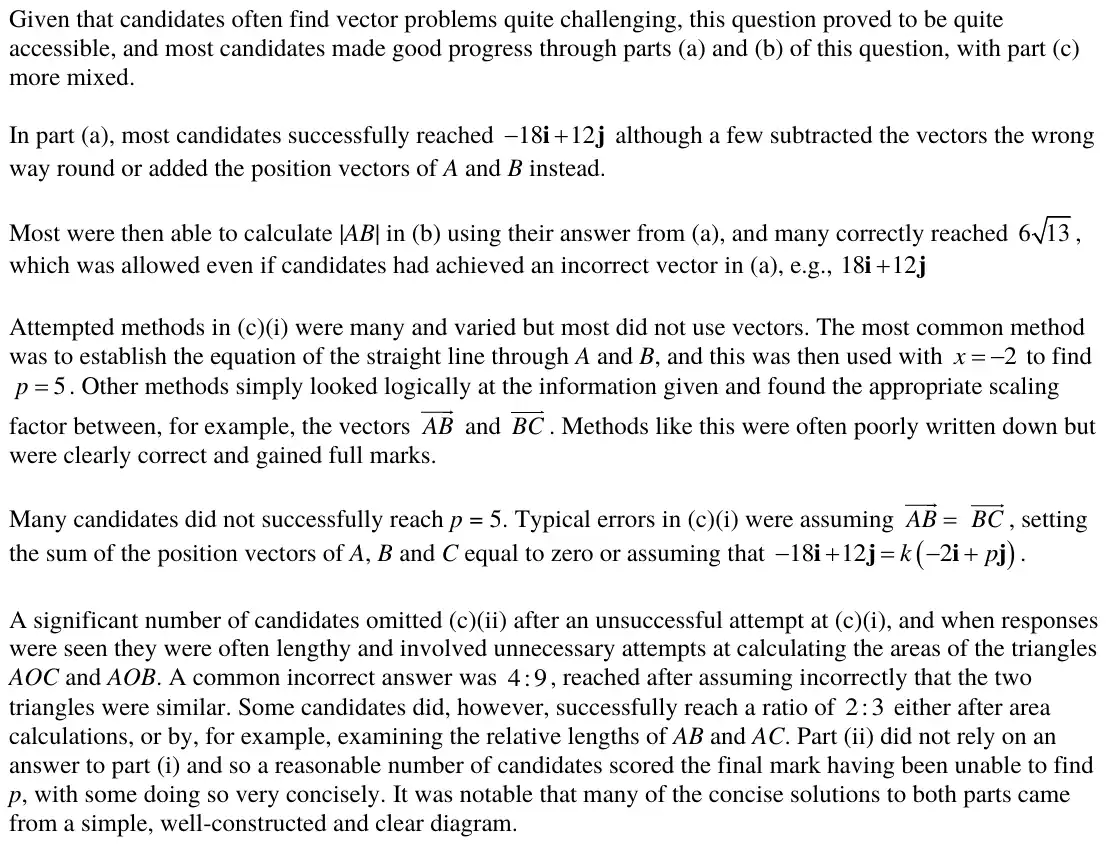 Given that candidates often find vector problems quite challenging, this question proved to be quite
accessible, and most candidates made good progress through parts (a) and (b) of this question, with part (c)
more mixed.
In part (a), most candidates successfully reached −18i+12j although a few subtracted the vectors the wrong
way round or added the position vectors of A and B instead.
Most were then able to calculate |AB| in (b) using their answer from (a), and many correctly reached 6√13,
which was allowed even if candidates had achieved an incorrect vector in (a), e.g., 18i+12j
Attempted methods in (c)(i) were many and varied but most did not use vectors. The most common method
was to establish the equation of the straight line through A and B, and this was then used with x=−2 to find
p=5. Other methods simply looked logically at the information given and found the appropriate scaling
factor between, for example, the vectors AB⃗ and BC⃗. Methods like this were often poorly written down but
were clearly correct and gained full marks.
Many candidates did not successfully reach p = 5. Typical errors in (c)(i) were assuming AB⃗ = BC⃗, setting
the sum of the position vectors of A, B and C equal to zero or assuming that −18i+12j=k(−2i+pj).
A significant number of candidates omitted (c)(ii) after an unsuccessful attempt at (c)(i), and when responses
were seen they were often lengthy and involved unnecessary attempts at calculating the areas of the triangles
AOC and AOB. A common incorrect answer was 4:9, reached after assuming incorrectly that the two
triangles were similar. Some candidates did, however, successfully reach a ratio of 2:3 either after area
calculations, or by, for example, examining the relative lengths of AB and AC. Part (ii) did not rely on an
answer to part (i) and so a reasonable number of candidates scored the final mark having been unable to find
p, with some doing so very concisely. It was notable that many of the concise solutions to both parts came
from a simple, well-constructed and clear diagram.